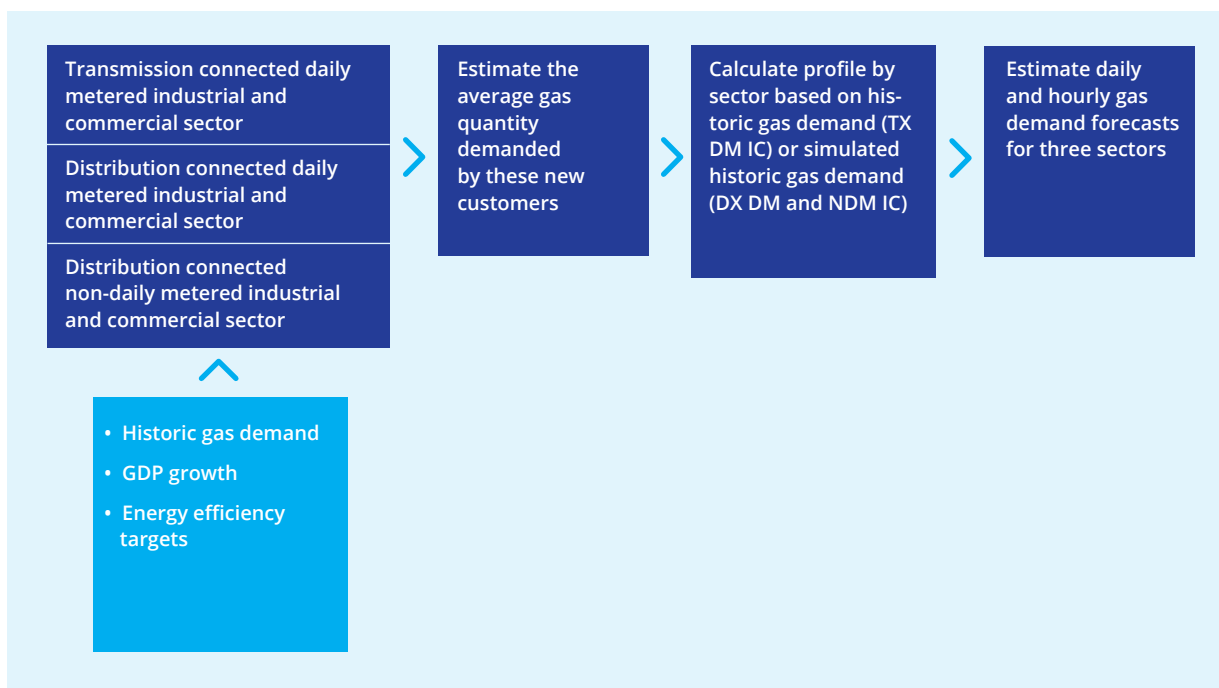 Transmission connected daily
metered industrial and
commercial sector
Distribution connected daily
metered industrial and
commercial sector
Distribution connected
non-daily metered industrial
and commercial sector
Estimate the
average gas
quantity
demanded
by these new
customers
Calculate profile by
sector based on his-
toric gas demand (TX
DM IC) or simulated
historic gas demand
(DX DM and NDM IC)
Estimate daily
and hourly gas
demand forecasts
for three sectors
• Historic gas demand
• GDP growth
• Energy efficiency
targets